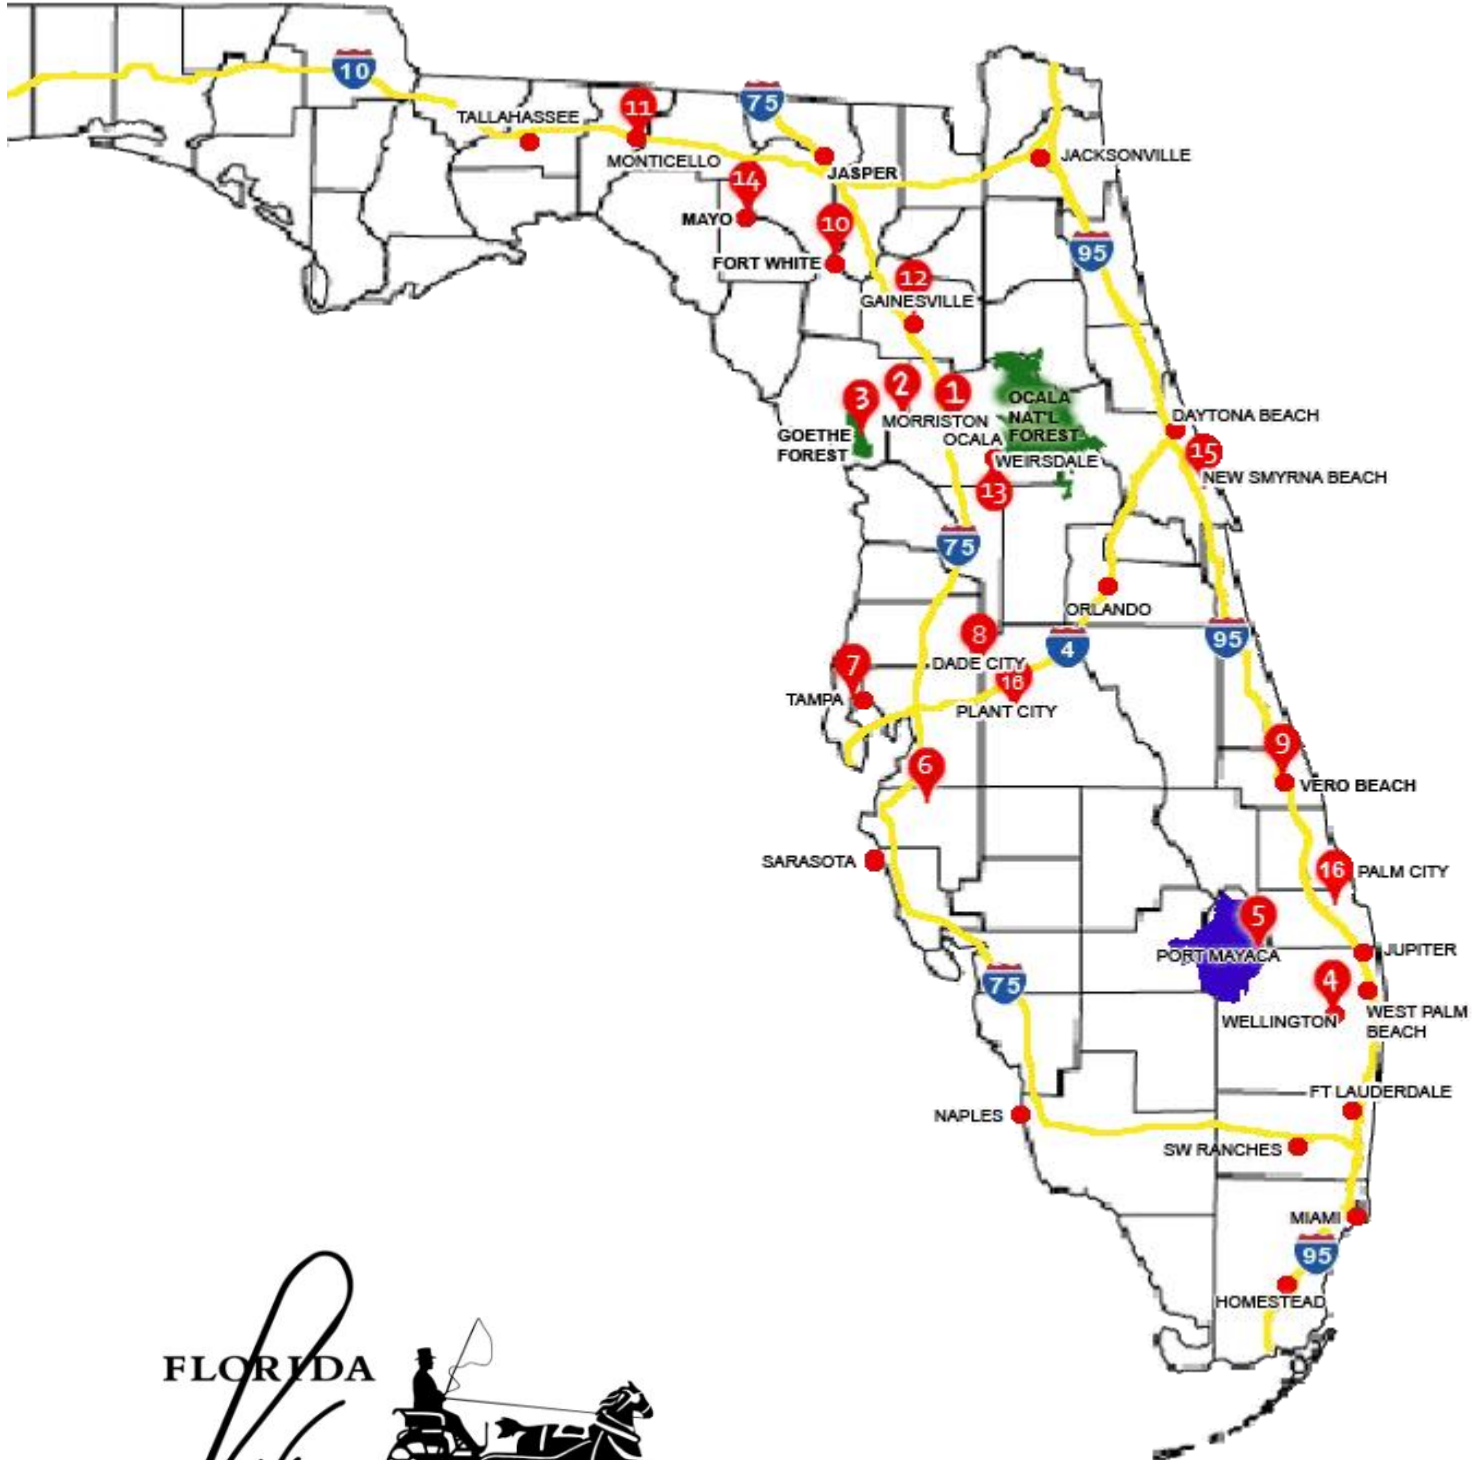 10
TALLAHASSEE
11
MONTICELLO
75
JASPER
JACKSONVILLE
14
MAYO
10
FORT WHITE
95
12
GAINESVILLE
3
2
1
GOETHE
FOREST
MORRISTON
OCALA
OCALA
NAT'L
FOREST
WEIRSDALE
13
DAYTONA BEACH
15
NEW SMYRNA BEACH
75
ORLANDO
8
DADE CITY
4
95
7
TAMPA
16
PLANT CITY
6
9
VERO BEACH
SARASOTA
16
PALM CITY
5
PORT MAYACA
JUPITER
75
4
WELLINGTON
WEST PALM
BEACH
FT LAUDERDALE
NAPLES
SW RANCHES
MIAMI
95
HOMESTEAD
FLORIDA